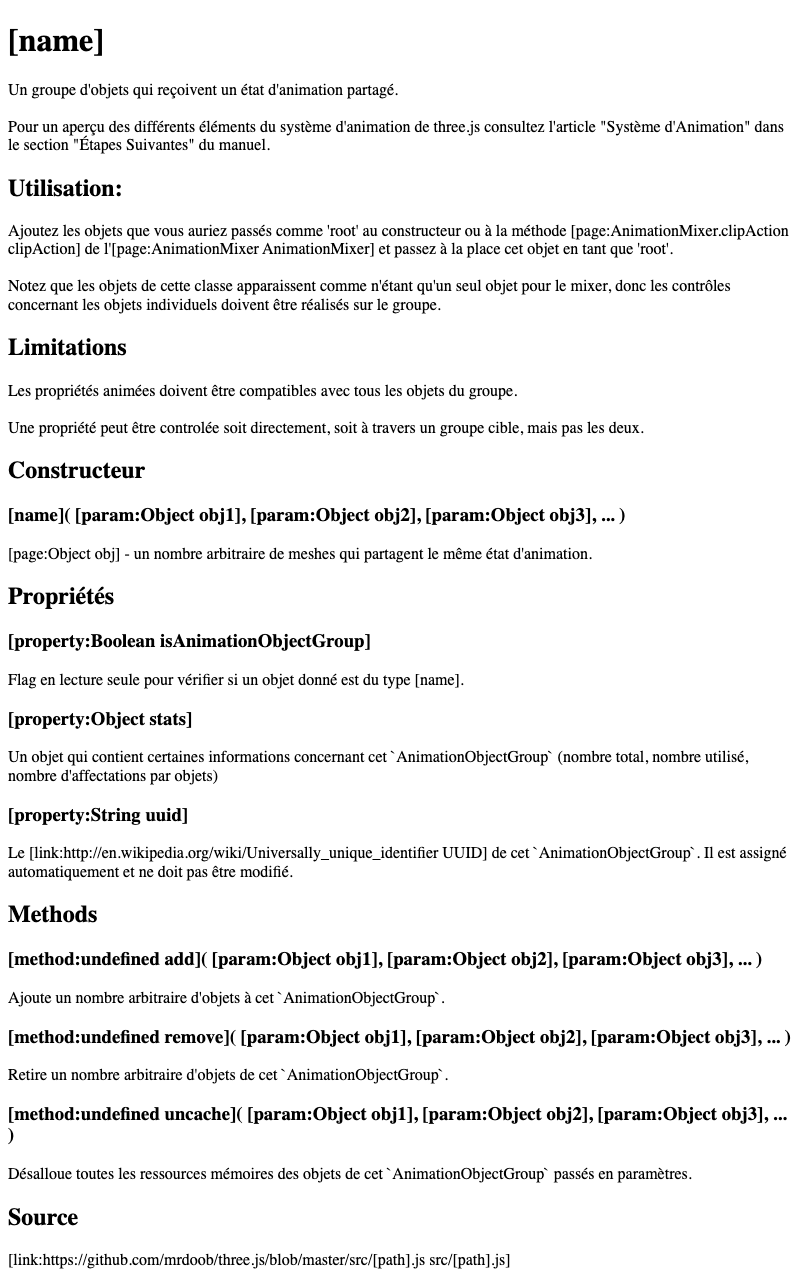 [name]
Un groupe d'objets qui reçoivent un état d'animation partagé.
Pour un aperçu des différents éléments du système d'animation de three.js consultez l'article "Système d'Animation" dans
le section "Étapes Suivantes" du manuel.
Utilisation:
Ajoutez les objets que vous auriez passés comme 'root' au constructeur ou à la méthode [page:AnimationMixer.clipAction
clipAction] de l'[page:AnimationMixer AnimationMixer] et passez à la place cet objet en tant que 'root'.
Notez que les objets de cette classe apparaissent comme n'étant qu'un seul objet pour le mixer, donc les contrôles
concernant les objets individuels doivent être réalisés sur le groupe.
Limitations
Les propriétés animées doivent être compatibles avec tous les objets du groupe.
Une propriété peut être controlée soit directement, soit à travers un groupe cible, mais pas les deux.
Constructeur
[name]( [param:Object obj1], [param:Object obj2], [param:Object obj3], ... )
[page:Object obj] - un nombre arbitraire de meshes qui partagent le même état d'animation.
Propriétés
[property:Boolean isAnimationObjectGroup]
Flag en lecture seule pour vérifier si un objet donné est du type [name].
[property:Object stats]
Un objet qui contient certaines informations concernant cet `AnimationObjectGroup` (nombre total, nombre utilisé,
nombre d'affectations par objets)
[property:String uuid]
Le [link:http://en.wikipedia.org/wiki/Universally_unique_identifier UUID] de cet `AnimationObjectGroup`. Il est assigné
automatiquement et ne doit pas être modifié.
Methods
[method:undefined add]( [param:Object obj1], [param:Object obj2], [param:Object obj3], ... )
Ajoute un nombre arbitraire d'objets à cet `AnimationObjectGroup`.
[method:undefined remove]( [param:Object obj1], [param:Object obj2], [param:Object obj3], ... )
Retire un nombre arbitraire d'objets de cet `AnimationObjectGroup`.
[method:undefined uncache]( [param:Object obj1], [param:Object obj2], [param:Object obj3], ...
)
Désalloue toutes les ressources mémoires des objets de cet `AnimationObjectGroup` passés en paramètres.
Source
[link:https://github.com/mrdoob/three.js/blob/master/src/[path].js src/[path].js]